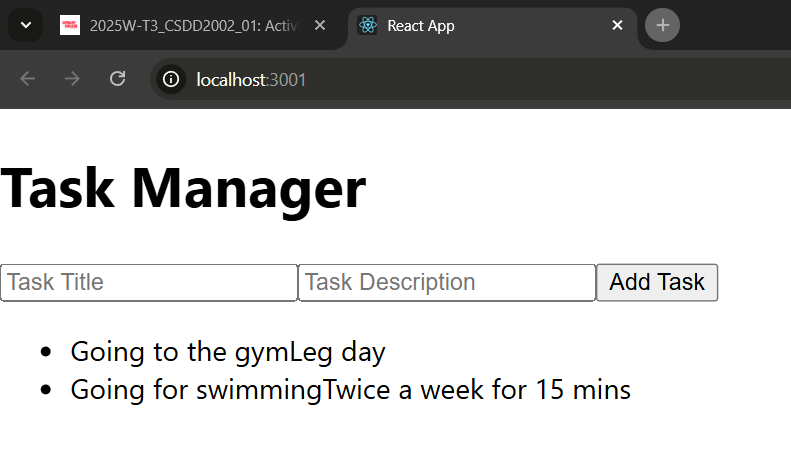 2025W-T3_CSDD2002_01: Activ
React App
localhost:3001
Task Manager
Task Title Task Description Add Task
Going to the gymLeg day
Going for swimmingTwice a week for 15 mins